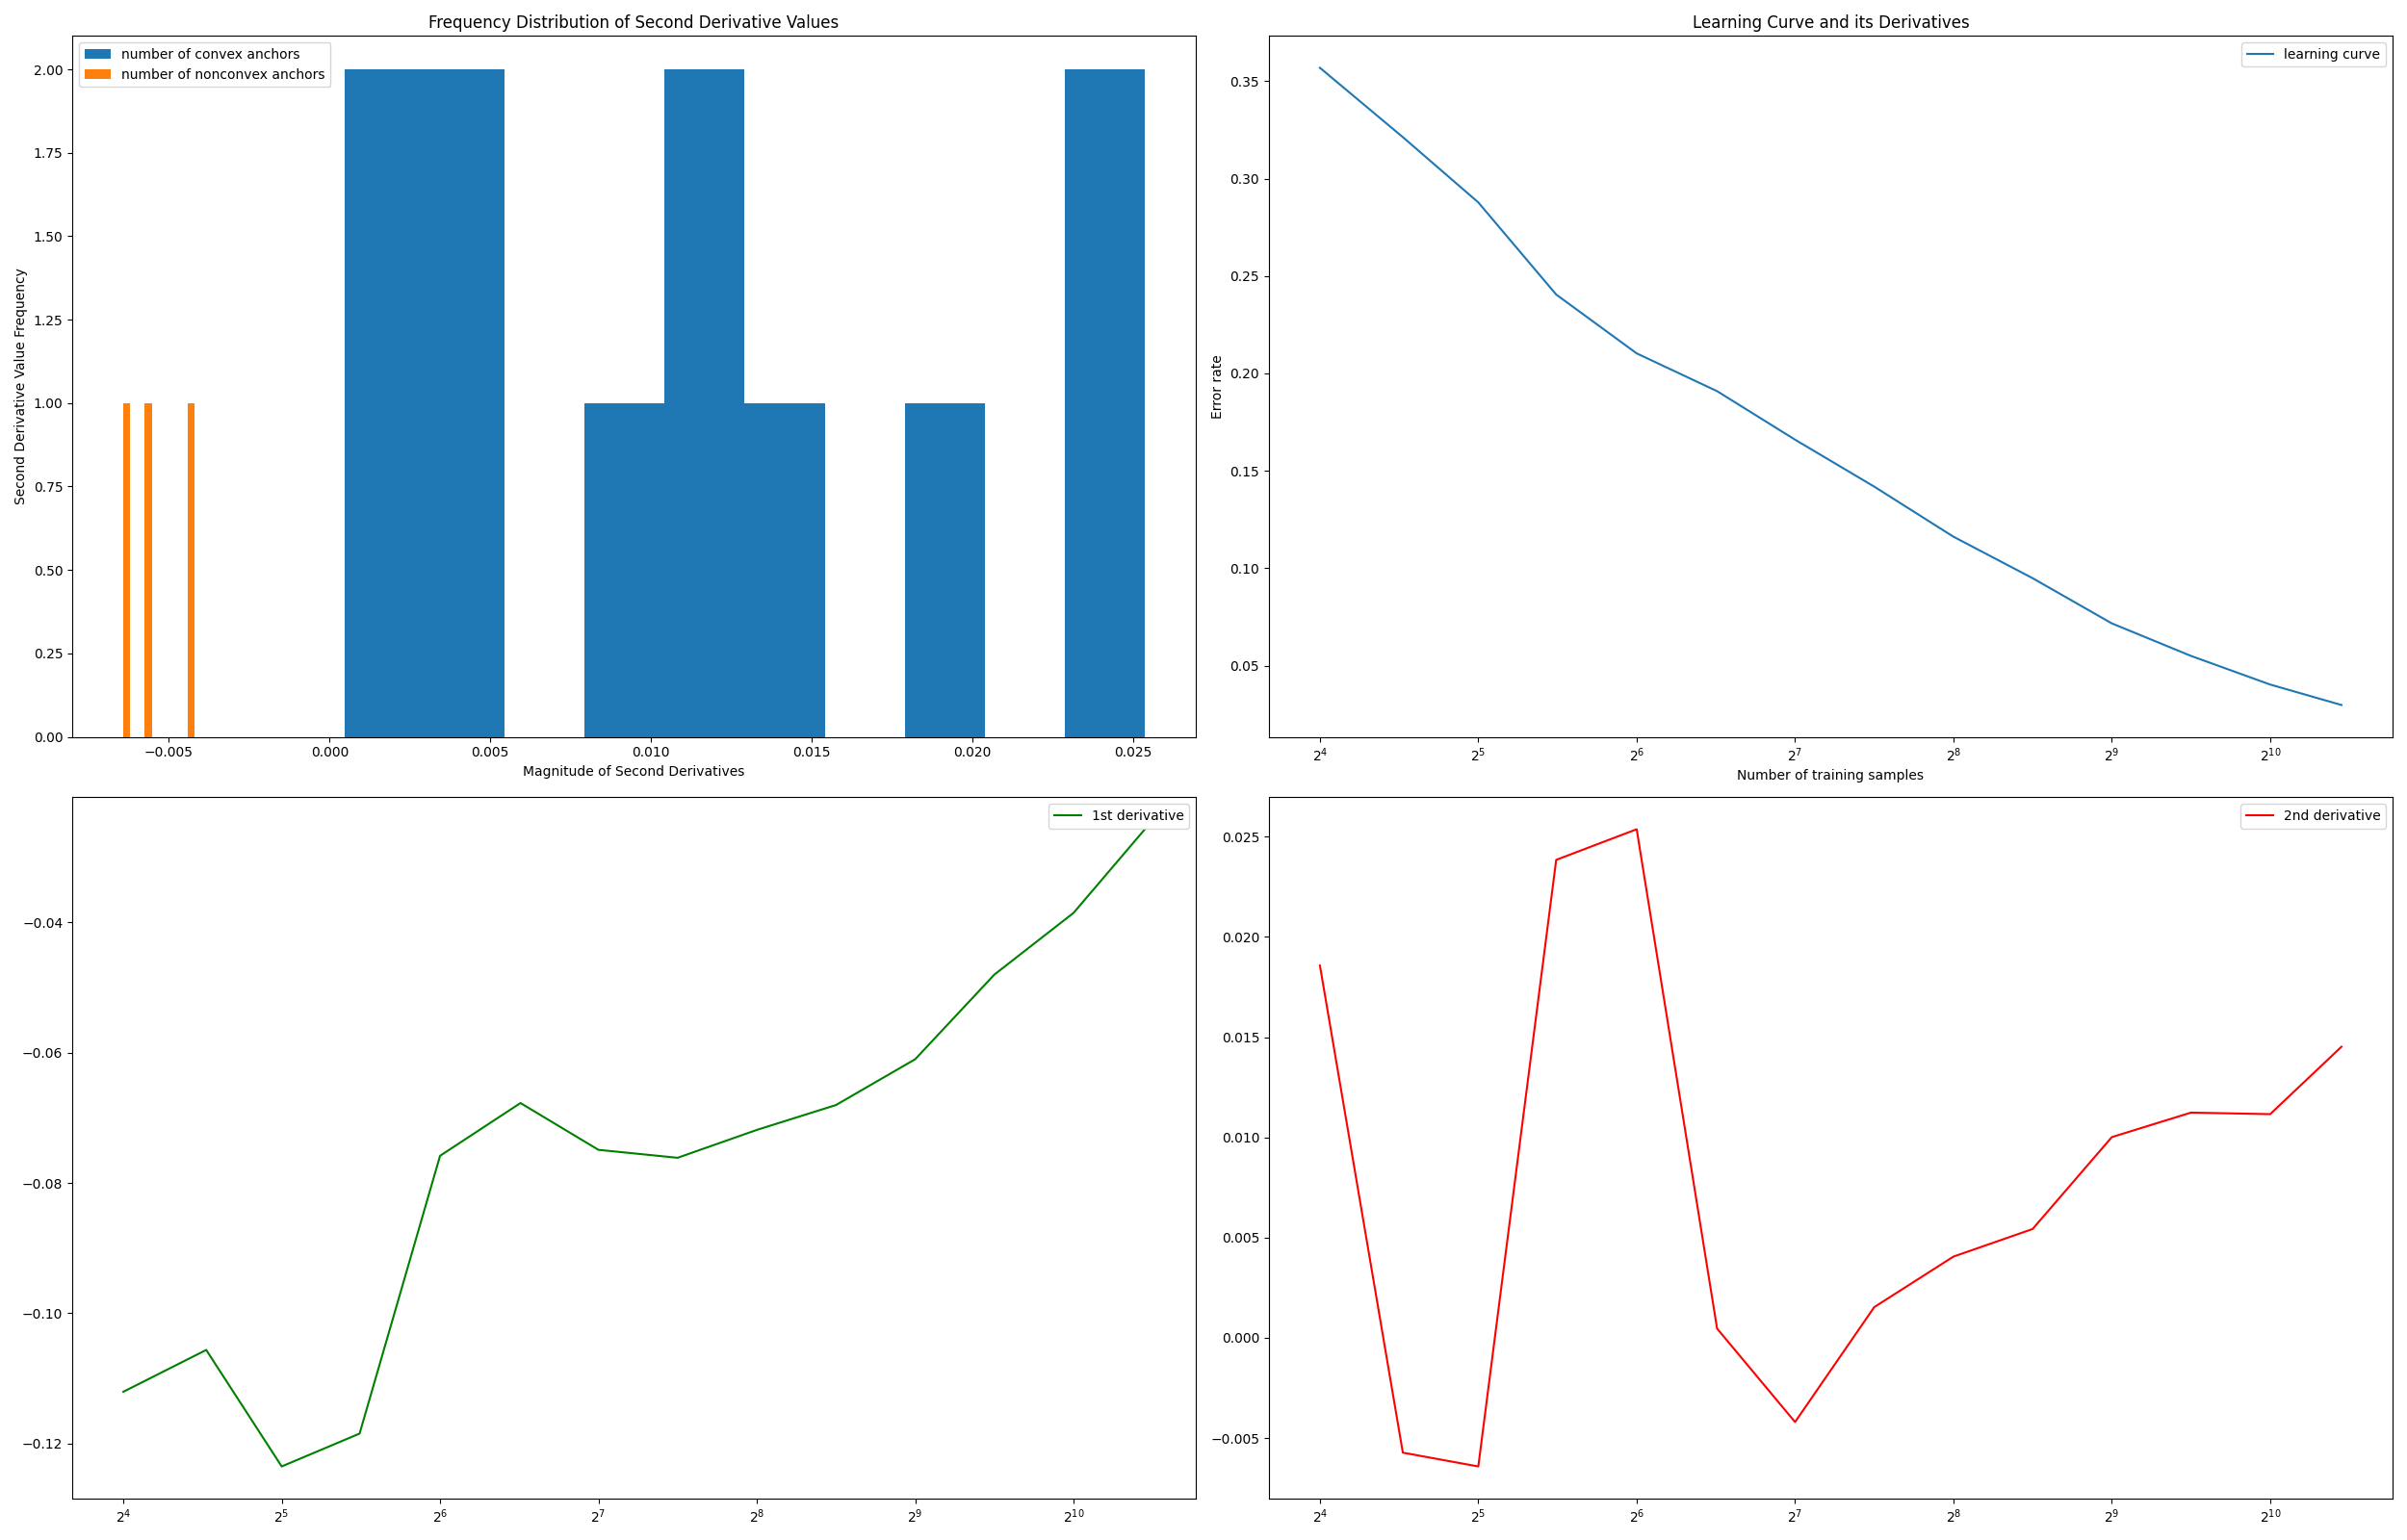 Frequency Distribution of Second Derivative Values
number of convex anchors
number of nonconvex anchors
Second Derivative Value Frequency
2.00
1.75
1.50
1.25
1.00
0.75
0.50
0.25
0.00
−0.005 0.000 0.005 0.010 0.015 0.020 0.025
Magnitude of Second Derivatives
Learning Curve and its Derivatives
learning curve
Error rate
0.35
0.30
0.25
0.20
0.15
0.10
0.05
2⁴ 2⁵ 2⁶ 2⁷ 2⁸ 2⁹ 2¹⁰
Number of training samples
1st derivative
−0.04
−0.06
−0.08
−0.10
−0.12
2⁴ 2⁵ 2⁶ 2⁷ 2⁸ 2⁹ 2¹⁰
2nd derivative
0.025
0.020
0.015
0.010
0.005
0.000
−0.005
2⁴ 2⁵ 2⁶ 2⁷ 2⁸ 2⁹ 2¹⁰